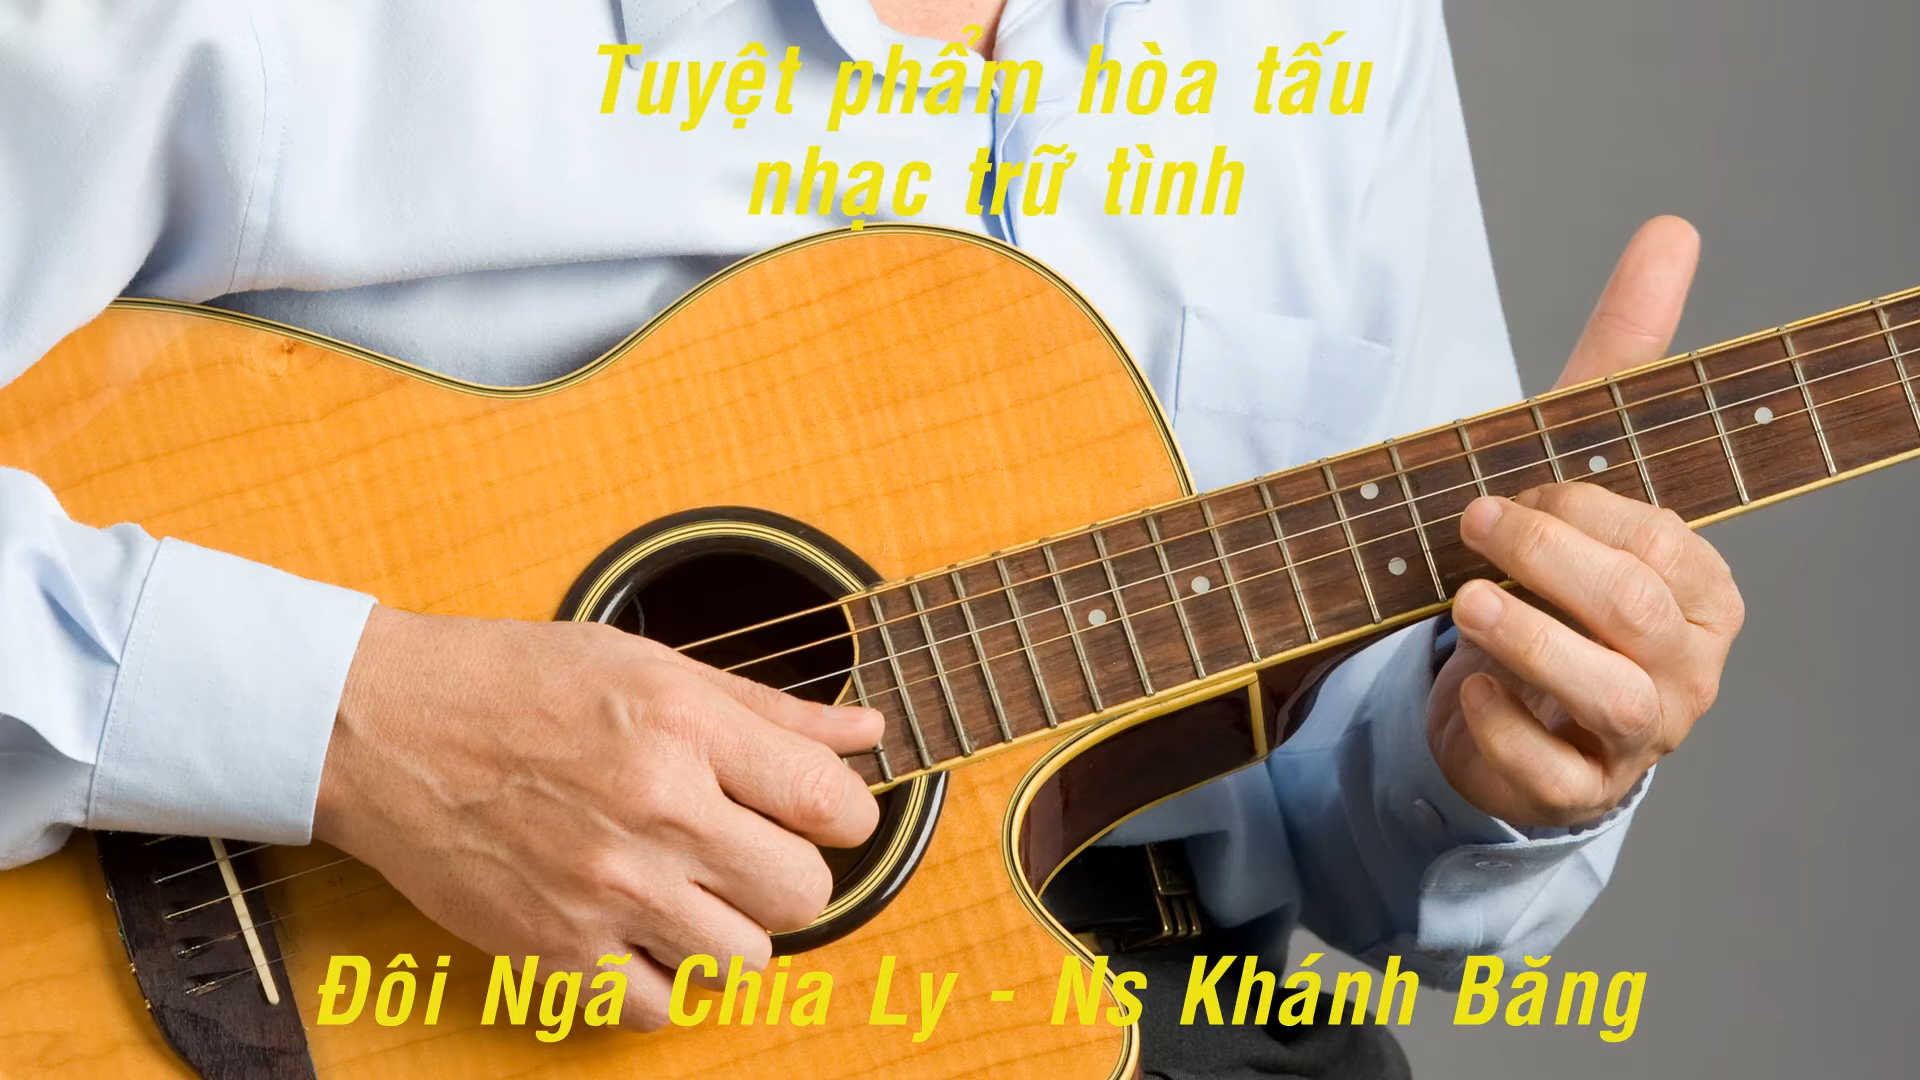 Tuyệt phẩm hòa tấu
nhạc trữ tình
Đôi Ngã Chia Ly - Ns Khánh Băng